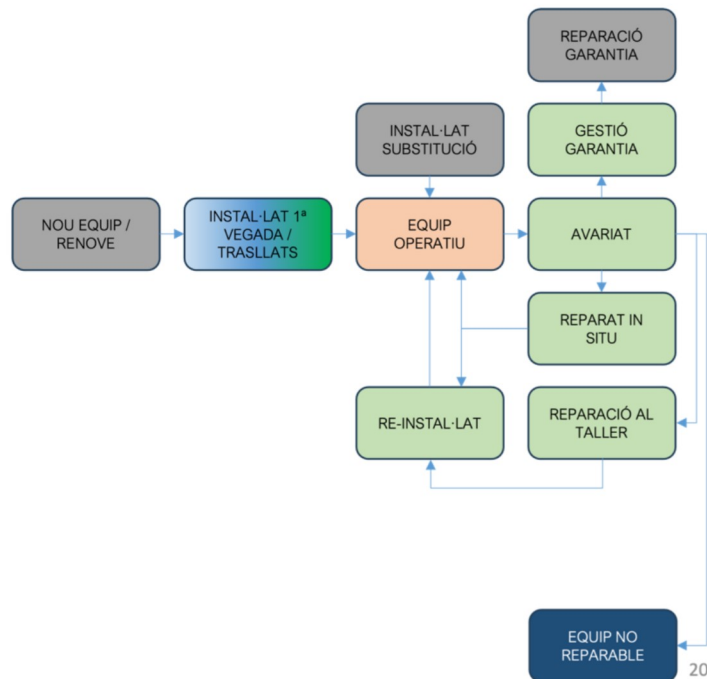 REPARACIÓ
GARANTIA
INSTAL·LAT
SUBSTITUCIÓ
GESTIÓ
GARANTIA
NOU EQUIP /
RENOVE
INSTAL·LAT 1ª
VEGADA /
TRASLLATS
EQUIP
OPERATIU
AVARIAT
REPARAT IN
SITU
RE-INSTAL·LAT
REPARACIÓ AL
TALLER
EQUIP NO
REPARABLE
20